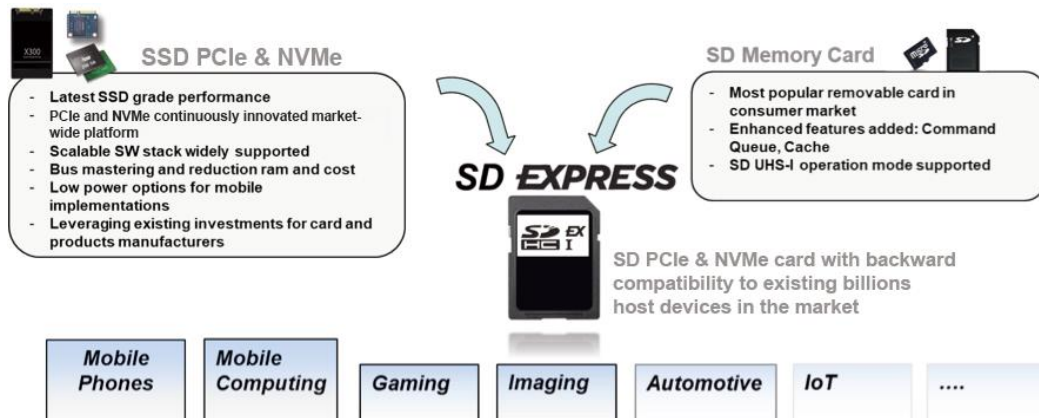 SSD PCIe & NVMe
- Latest SSD grade performance
- PCIe and NVMe continuously innovated market-
wide platform
- Scalable SW stack widely supported
- Bus mastering and reduction ram and cost
- Low power options for mobile
implementations
- Leveraging existing investments for card and
products manufacturers
SD Memory Card
- Most popular removable card in
consumer market
- Enhanced features added: Command
Queue, Cache
- SD UHS-I operation mode supported
X300
SD EXPRESS
SD EX
HC I
SD PCIe & NVMe card with backward
compatibility to existing billions
host devices in the market
Mobile
Phones
Mobile
Computing
Gaming
Imaging
Automotive
IoT
....